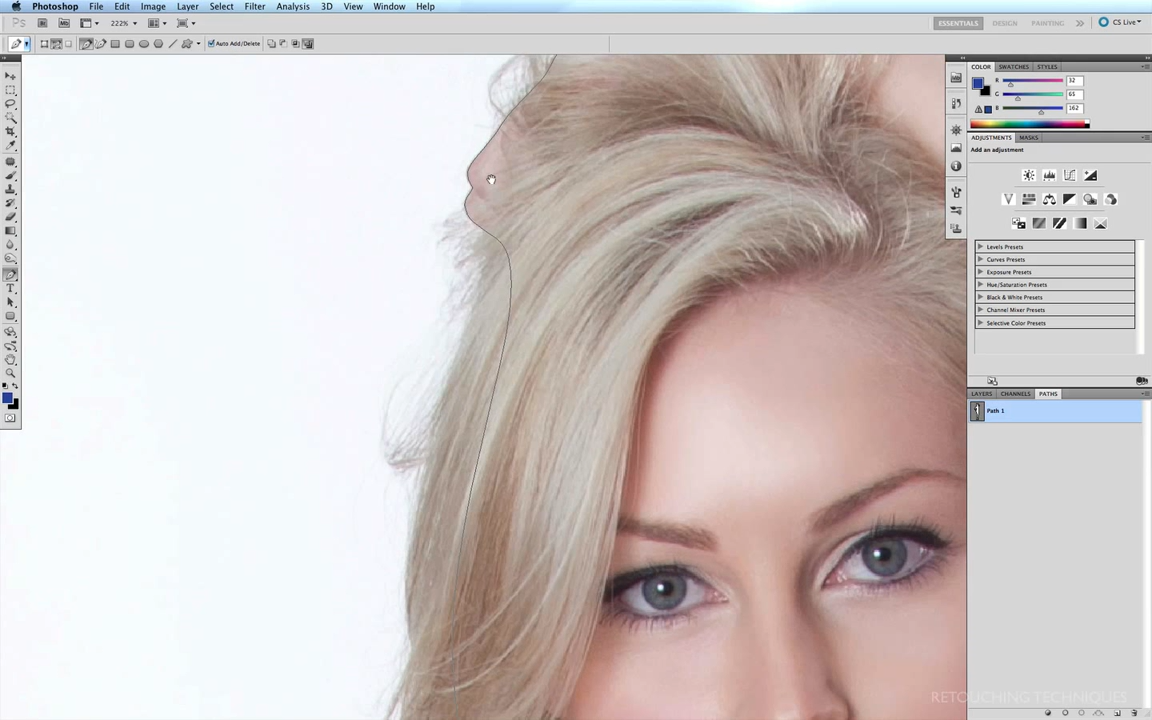 Photoshop File Edit Image Layer Select Filter Analysis 3D View Window Help
Ps Br Mb 222% ESSENTIALS DESIGN PAINTING CS Live
Auto Add/Delete
COLOR SWATCHES STYLES
R 32
G 65
B 162
ADJUSTMENTS MASKS
Add an adjustment
Levels Presets
Curves Presets
Exposure Presets
Hue/Saturation Presets
Black & White Presets
Channel Mixer Presets
Selective Color Presets
LAYERS CHANNELS PATHS
Path 1
RETOUCHING TECHNIQUES